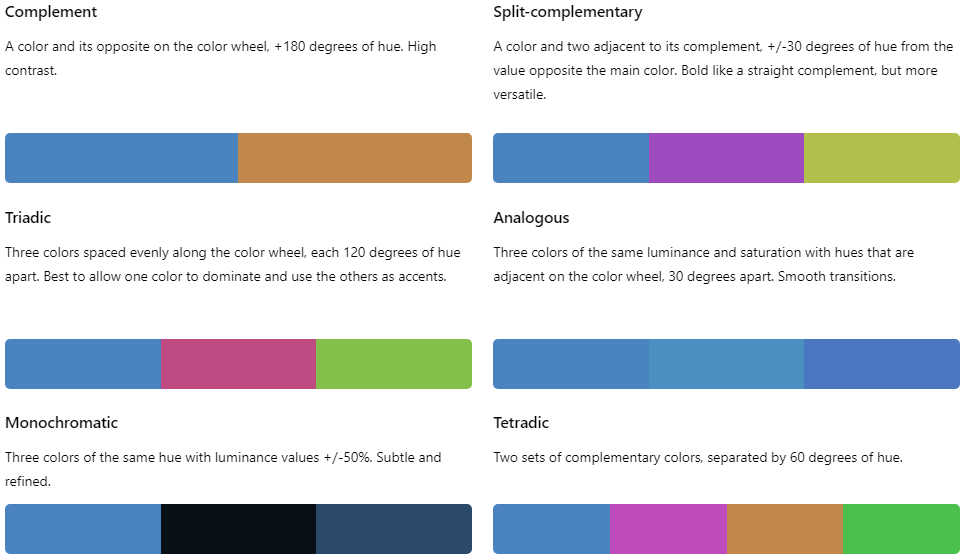 Complement
A color and its opposite on the color wheel, +180 degrees of hue. High
contrast.
Split-complementary
A color and two adjacent to its complement, +/-30 degrees of hue from the
value opposite the main color. Bold like a straight complement, but more
versatile.
Triadic
Three colors spaced evenly along the color wheel, each 120 degrees of hue
apart. Best to allow one color to dominate and use the others as accents.
Analogous
Three colors of the same luminance and saturation with hues that are
adjacent on the color wheel, 30 degrees apart. Smooth transitions.
Monochromatic
Three colors of the same hue with luminance values +/-50%. Subtle and
refined.
Tetradic
Two sets of complementary colors, separated by 60 degrees of hue.